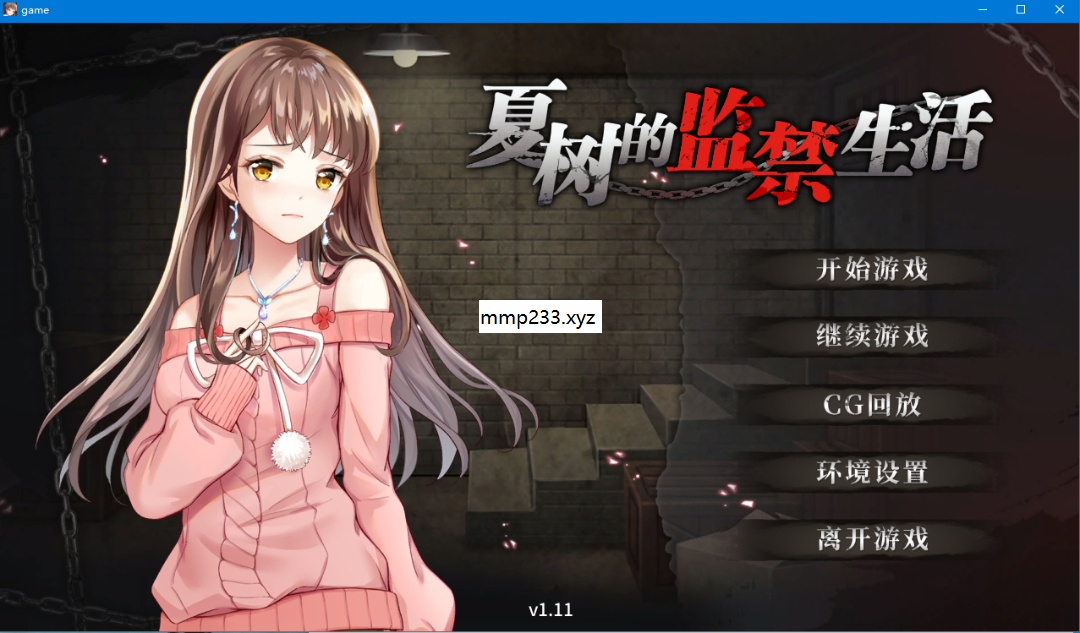 game
夏树的监禁生活
开始游戏
mmp233.xyz
继续游戏
CG回放
环境设置
离开游戏
v1.11